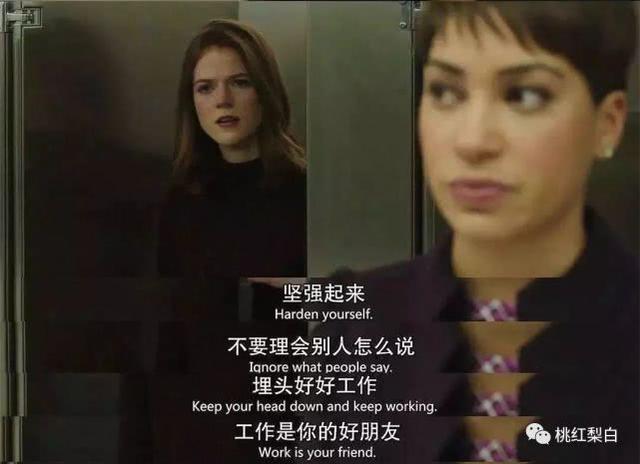 坚强起来
Harden yourself.
不要理会别人怎么说
Ignore what people say.
埋头好好工作
Keep your head down and keep working.
工作是你的好朋友
Work is your friend.
桃红梨白